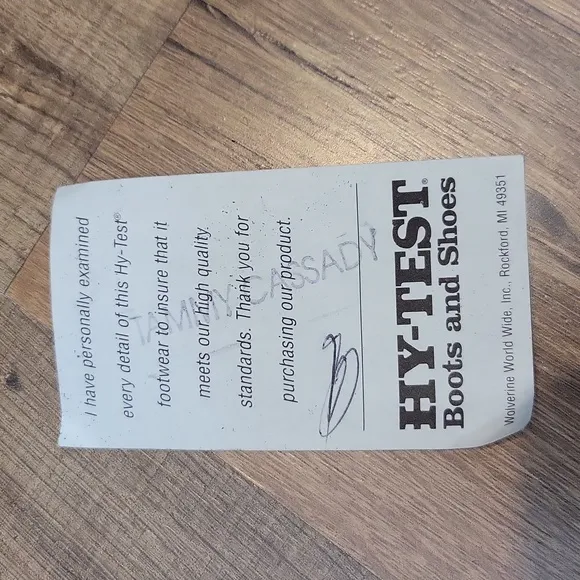 I have personally examined
every detail of this Hy-Test®
footwear to insure that it
meets our high quality
standards. Thank you for
purchasing our product.
TAMMY CASSADY
HY-TEST®
Boots and Shoes
Wolverine World Wide, Inc., Rockford, MI 49351